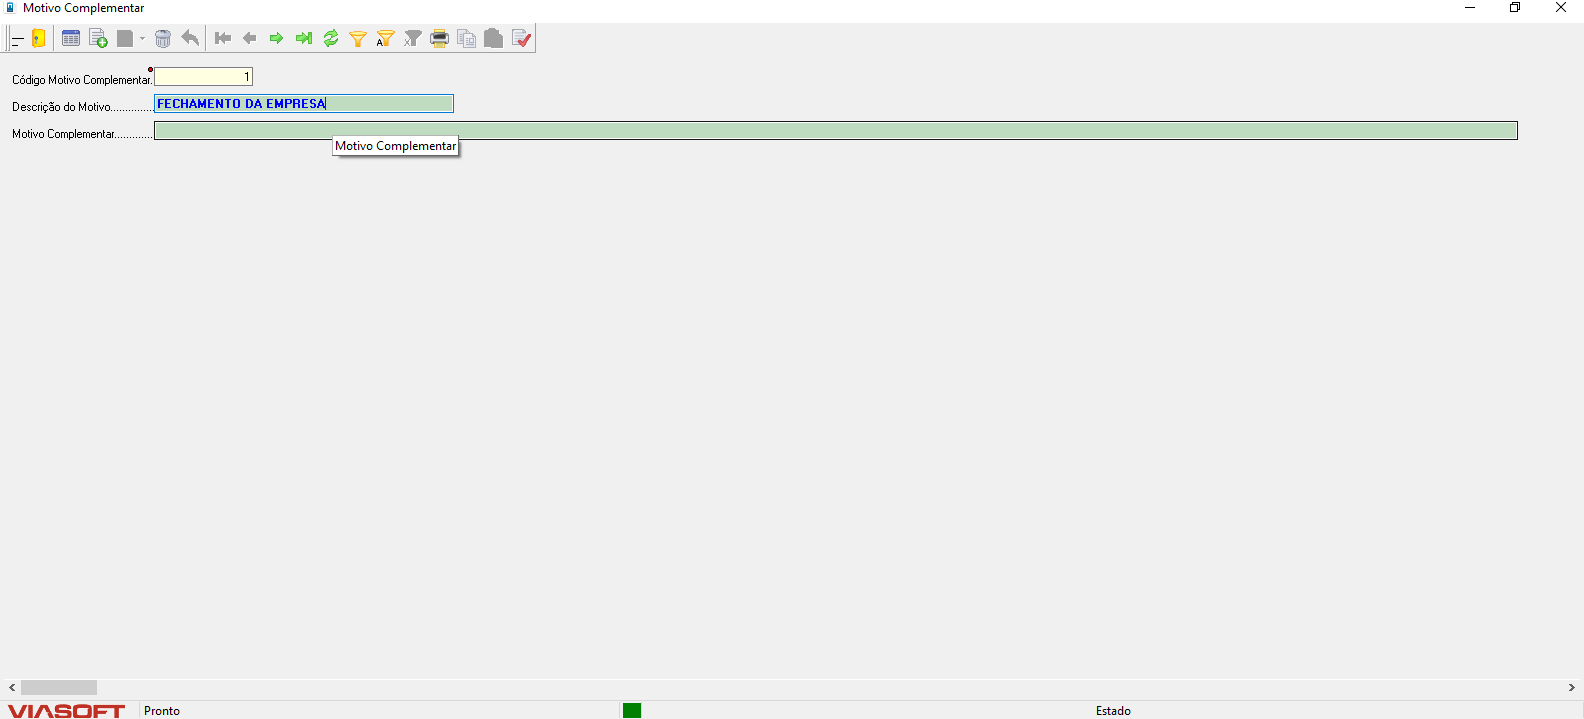 Motivo Complementar
Código Motivo Complementar. 1
Descrição do Motivo............... FECHAMENTO DA EMPRESA
Motivo Complementar.............
Motivo Complementar
VIASOFT Pronto Estado